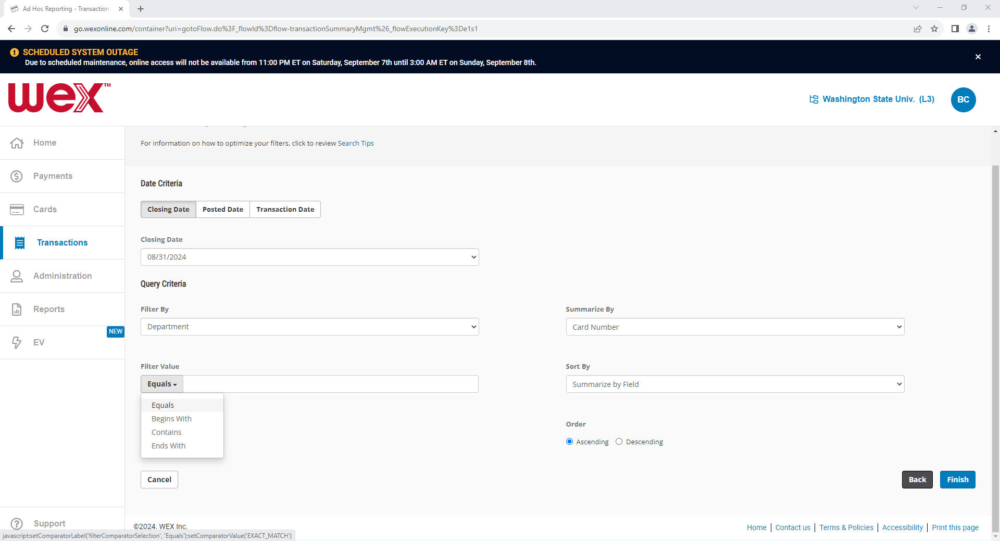 Ad Hoc Reporting - Transaction
go.wexonline.com/container?uri=gotoFlow.do%3F_flowId%3Dflow-transactionSummaryMgmt%26_flowExecutionKey%3De1s1
SCHEDULED SYSTEM OUTAGE
Due to scheduled maintenance, online access will not be available from 11:00 PM ET on Saturday, September 7th until 3:00 AM ET on Sunday, September 8th.
wex™
Washington State Univ. (L3)
BC
Home
Payments
Cards
Transactions
Administration
Reports
NEW
EV
Support
For information on how to optimize your filters, click to review Search Tips
Date Criteria
Closing Date
Posted Date
Transaction Date
Closing Date
08/31/2024
Query Criteria
Filter By
Department
Summarize By
Card Number
Filter Value
Equals
Sort By
Summarize by Field
Equals
Begins With
Contains
Ends With
Order
Ascending
Descending
Cancel
Back
Finish
©2024. WEX Inc.
Home | Contact us | Terms & Policies | Accessibility | Print this page
javascript:setComparatorLabel('filterComparatorSelection', 'Equals');setComparatorValue('EXACT_MATCH')